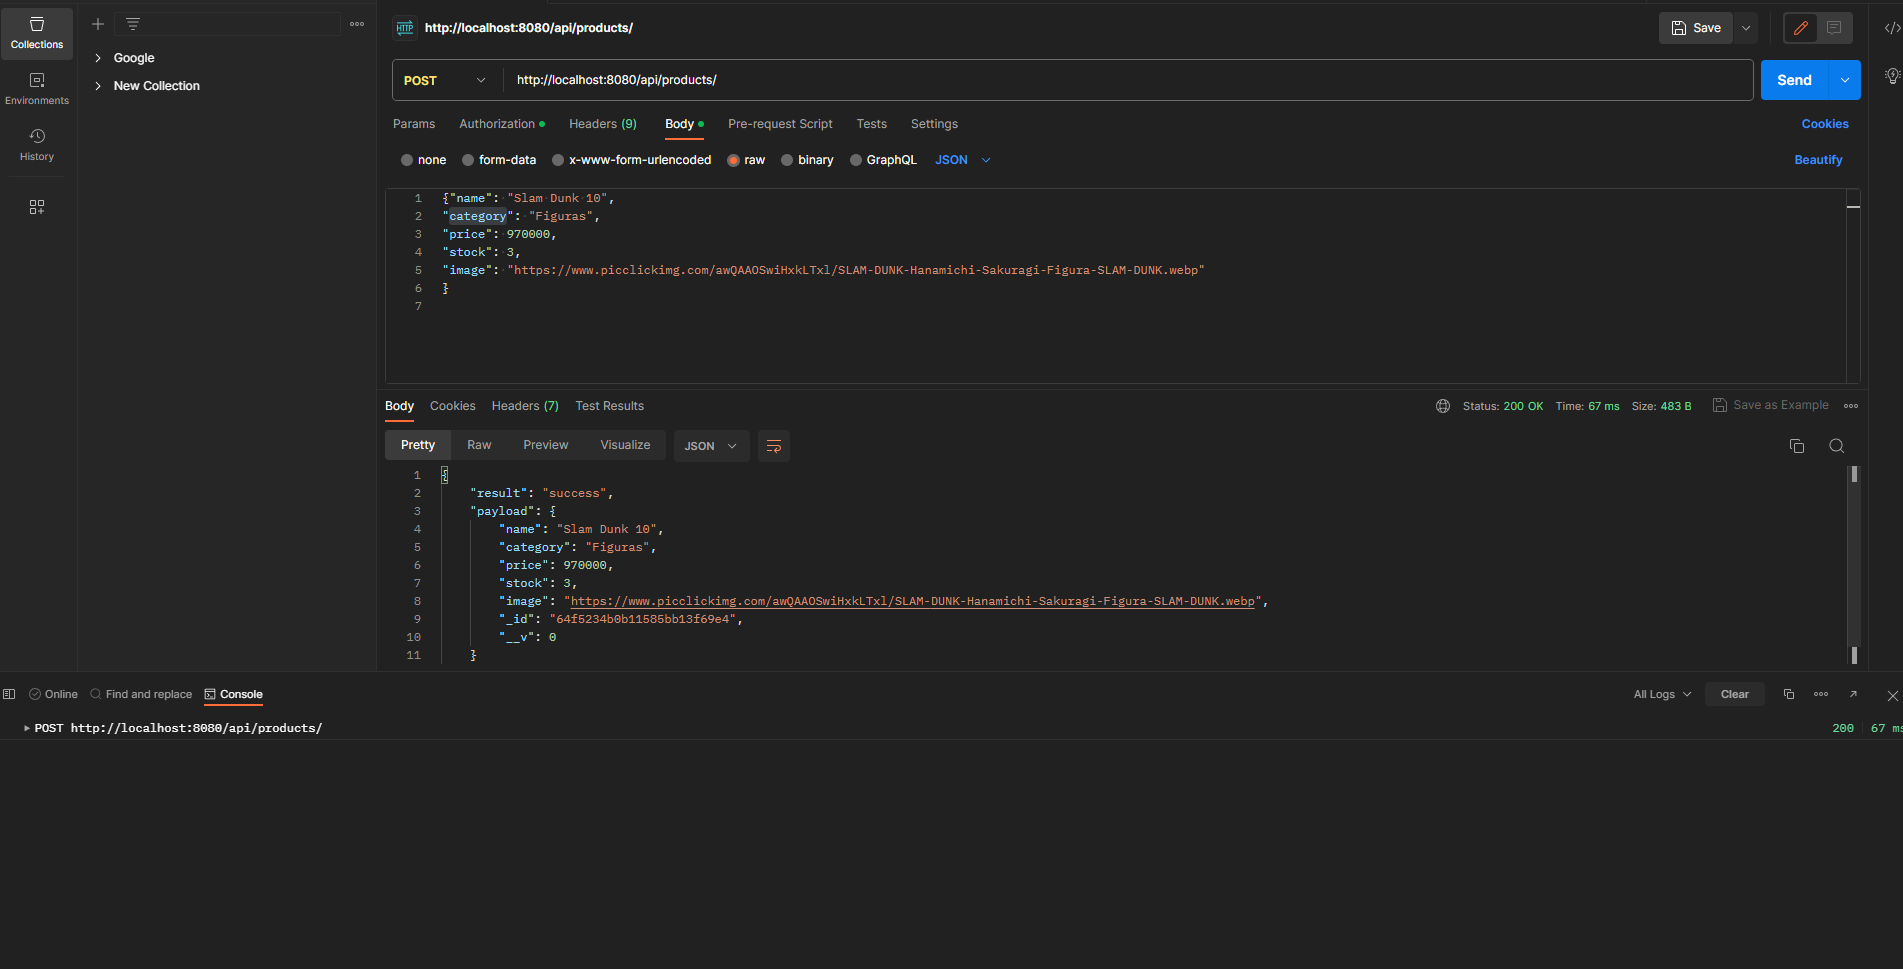 Collections
Environments
History
Google
New Collection
HTTP http://localhost:8080/api/products/
Save
POST http://localhost:8080/api/products/ Send
Params Authorization Headers (9) Body Pre-request Script Tests Settings Cookies
none form-data x-www-form-urlencoded raw binary GraphQL JSON Beautify
1 {"name": "Slam Dunk 10",
2 "category": "Figuras",
3 "price": 970000,
4 "stock": 3,
5 "image": "https://www.picclickimg.com/awQAAOSwiHxkLTxl/SLAM-DUNK-Hanamichi-Sakuragi-Figura-SLAM-DUNK.webp"
6 }
7
Body Cookies Headers (7) Test Results Status: 200 OK Time: 67 ms Size: 483 B Save as Example
Pretty Raw Preview Visualize JSON
1 {
2 "result": "success",
3 "payload": {
4 "name": "Slam Dunk 10",
5 "category": "Figuras",
6 "price": 970000,
7 "stock": 3,
8 "image": "https://www.picclickimg.com/awQAAOSwiHxkLTxl/SLAM-DUNK-Hanamichi-Sakuragi-Figura-SLAM-DUNK.webp",
9 "_id": "64f5234b0b11585bb13f69e4",
10 "__v": 0
11 }
Online Find and replace Console All Logs Clear
POST http://localhost:8080/api/products/ 200 67 ms